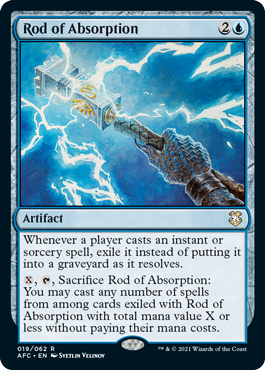 Rod of Absorption 2
Artifact
Whenever a player casts an instant or
sorcery spell, exile it instead of putting it
into a graveyard as it resolves.
X, T, Sacrifice Rod of Absorption:
You may cast any number of spells
from among cards exiled with Rod of
Absorption with total mana value X or
less without paying their mana costs.
019/062 R
AFC • EN Svetlin Velinov ™ & © 2021 Wizards of the Coast